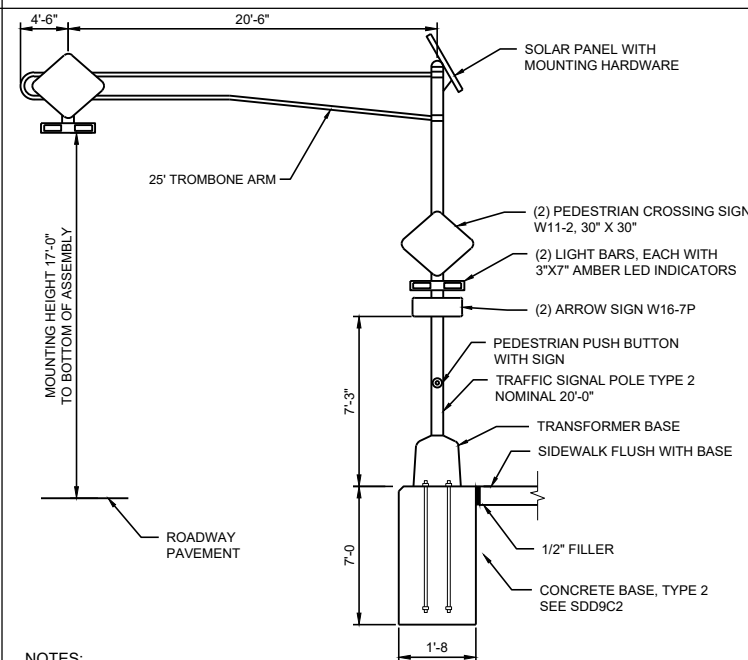 4'-6"
20'-6"
SOLAR PANEL WITH
MOUNTING HARDWARE
25' TROMBONE ARM
(2) PEDESTRIAN CROSSING SIGN
W11-2, 30" X 30"
(2) LIGHT BARS, EACH WITH
3"X7" AMBER LED INDICATORS
(2) ARROW SIGN W16-7P
MOUNTING HEIGHT 17'-0"
TO BOTTOM OF ASSEMBLY
PEDESTRIAN PUSH BUTTON
WITH SIGN
7'-3"
TRAFFIC SIGNAL POLE TYPE 2
NOMINAL 20'-0"
TRANSFORMER BASE
SIDEWALK FLUSH WITH BASE
ROADWAY
PAVEMENT
7'-0
1/2" FILLER
CONCRETE BASE, TYPE 2
SEE SDD9C2
1'-8
NOTES: